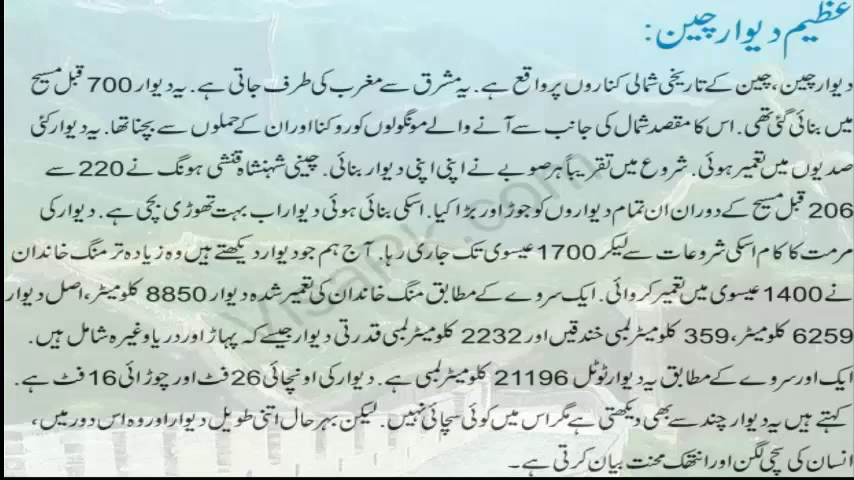 عظیم دیوار چین:
دیوار چین، چین کے تاریخی شمالی کناروں پر واقع ہے۔ یہ مشرق سے مغرب کی طرف جاتی ہے۔ یہ دیوار 700 قبل مسیح
میں بنائی گئی تھی۔ اس کا مقصد شمال کی جانب سے آنے والے مونگولوں کو روکنا اور ان کے حملوں سے بچنا تھا۔ یہ دیوار کئی
صدیوں میں تعمیر ہوئی۔ شروع میں تقریباً ہر صوبے نے اپنی اپنی دیوار بنائی۔ چینی شہنشاہ قنشی ہونگ نے 220 سے
206 قبل مسیح کے دوران ان تمام دیواروں کو جوڑ اور بڑا کیا۔ اسکی بنائی ہوئی دیوار اب بہت تھوڑی بچی ہے۔ دیوار کی
مرمت کا کام اسکی شروعات سے لیکر 1700 عیسوی تک جاری رہا۔ آج ہم جو دیوار دیکھتے ہیں وہ زیادہ تر منگ خاندان
نے 1400 عیسوی میں تعمیر کروائی۔ ایک سروے کے مطابق منگ خاندان کی تعمیر شدہ دیوار 8850 کلومیٹر، اصل دیوار
6259 کلومیٹر، 359 کلومیٹر لمبی خندقیں اور 2232 کلومیٹر لمبی قدرتی دیوار جیسے کہ پہاڑ اور دریا وغیرہ شامل ہیں۔
ایک اور سروے کے مطابق یہ دیوار ٹوٹل 21196 کلومیٹر لمبی ہے۔ دیوار کی اونچائی 26 فٹ اور چوڑائی 16 فٹ ہے۔
کہتے ہیں یہ دیوار چند سے بھی دیکھتی ہے مگر اس میں کوئی سچائی نہیں۔ لیکن بہر حال اتنی طویل دیوار اور وہ اس دور میں،
انسان کی سچی لگن اور انتھک محنت بیان کرتی ہے۔